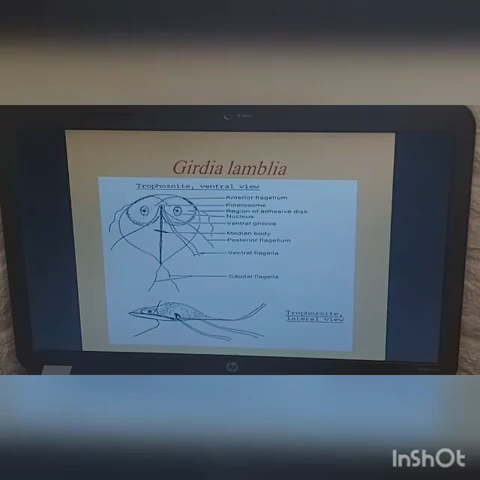 Girdia lamblia
Trophozoite, ventral view
Anterior flagellum
Kinetosome
Region of adhesive disk
Nucleus
Ventral groove
Median body
Posterior flagellum
Ventral flagella
Caudal flagella
Trophozoite,
lateral view
hp
InShOt